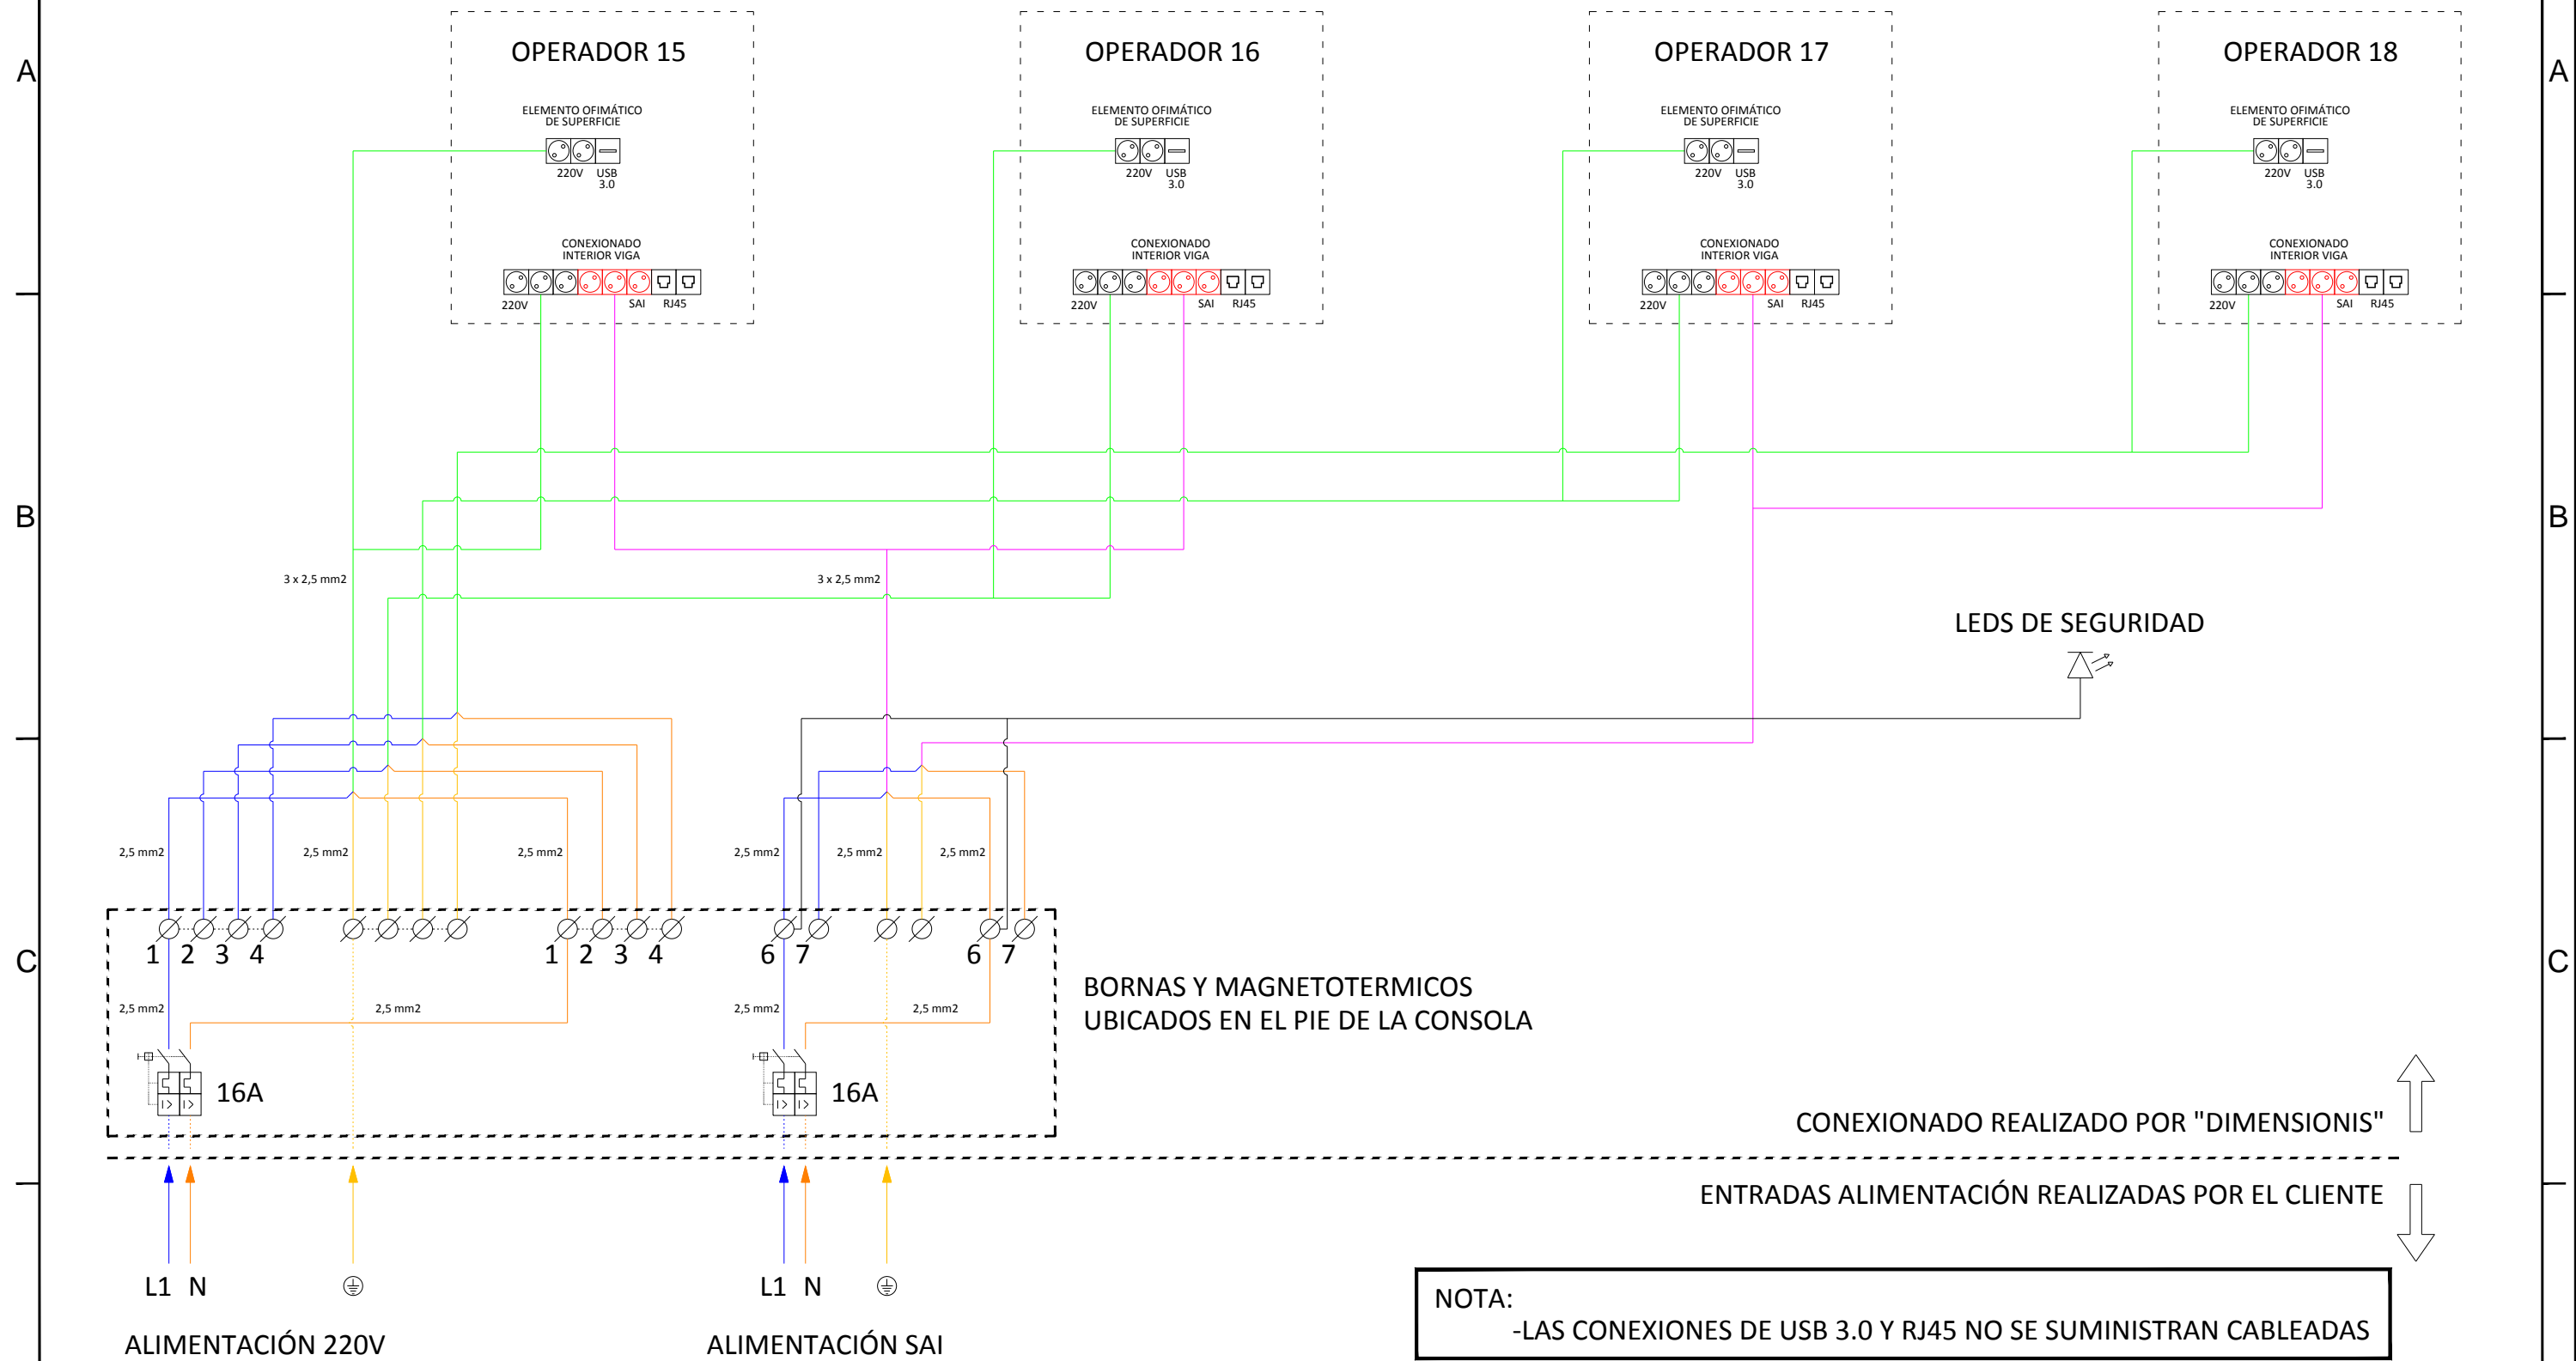 OPERADOR 15
OPERADOR 16
OPERADOR 17
OPERADOR 18
A
A
ELEMENTO OFIMÁTICO
DE SUPERFICIE
ELEMENTO OFIMÁTICO
DE SUPERFICIE
ELEMENTO OFIMÁTICO
DE SUPERFICIE
ELEMENTO OFIMÁTICO
DE SUPERFICIE
220V USB
3.0
220V USB
3.0
220V USB
3.0
220V USB
3.0
CONEXIONADO
INTERIOR VIGA
CONEXIONADO
INTERIOR VIGA
CONEXIONADO
INTERIOR VIGA
CONEXIONADO
INTERIOR VIGA
220V SAI RJ45
220V SAI RJ45
220V SAI RJ45
220V SAI RJ45
B
B
3 x 2,5 mm2
3 x 2,5 mm2
LEDS DE SEGURIDAD
2,5 mm2
2,5 mm2
2,5 mm2
2,5 mm2
2,5 mm2
2,5 mm2
1 2 3 4
1 2 3 4
6 7
6 7
C
C
BORNAS Y MAGNETOTERMICOS
UBICADOS EN EL PIE DE LA CONSOLA
2,5 mm2
2,5 mm2
2,5 mm2
2,5 mm2
16A
16A
CONEXIONADO REALIZADO POR "DIMENSIONIS"
ENTRADAS ALIMENTACIÓN REALIZADAS POR EL CLIENTE
L1 N
L1 N
ALIMENTACIÓN 220V
ALIMENTACIÓN SAI
NOTA:
-LAS CONEXIONES DE USB 3.0 Y RJ45 NO SE SUMINISTRAN CABLEADAS